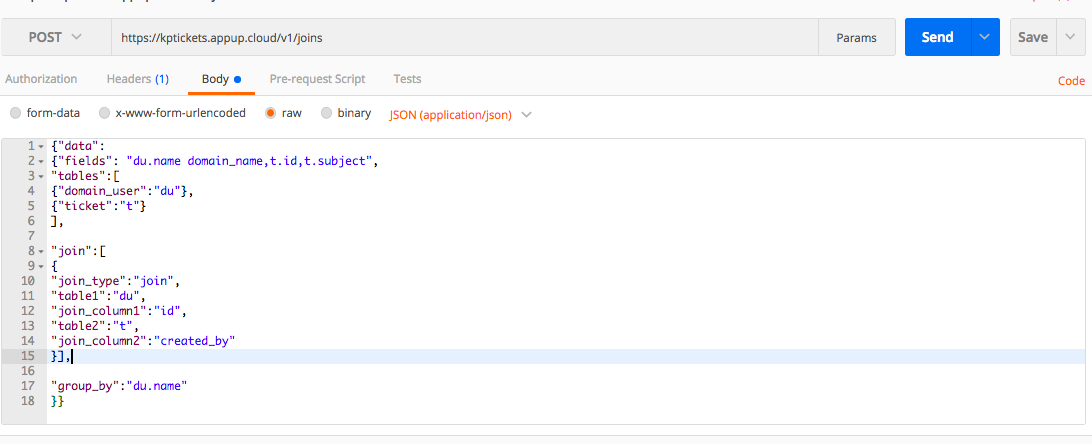 POST https://kptickets.appup.cloud/v1/joins Params Send Save
Authorization Headers (1) Body Pre-request Script Tests Code
form-data x-www-form-urlencoded raw binary JSON (application/json)
1 {"data":
2 {"fields": "du.name domain_name,t.id,t.subject",
3 "tables":[
4 {"domain_user":"du"},
5 {"ticket":"t"}
6 ],
7
8 "join":[
9 {
10 "join_type":"join",
11 "table1":"du",
12 "join_column1":"id",
13 "table2":"t",
14 "join_column2":"created_by"
15 }],
16
17 "group_by":"du.name"
18 }}